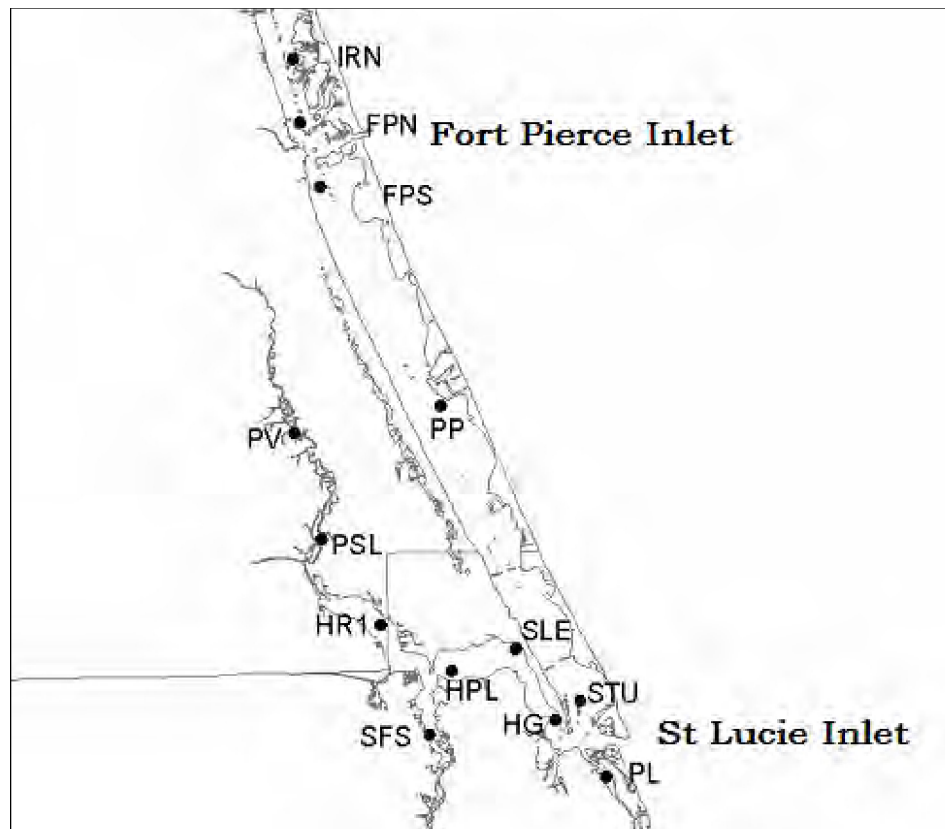 IRN
FPN
Fort Pierce Inlet
FPS
PP
PV
PSL
HR1
SLE
HPL
STU
HG
SFS
St Lucie Inlet
PL